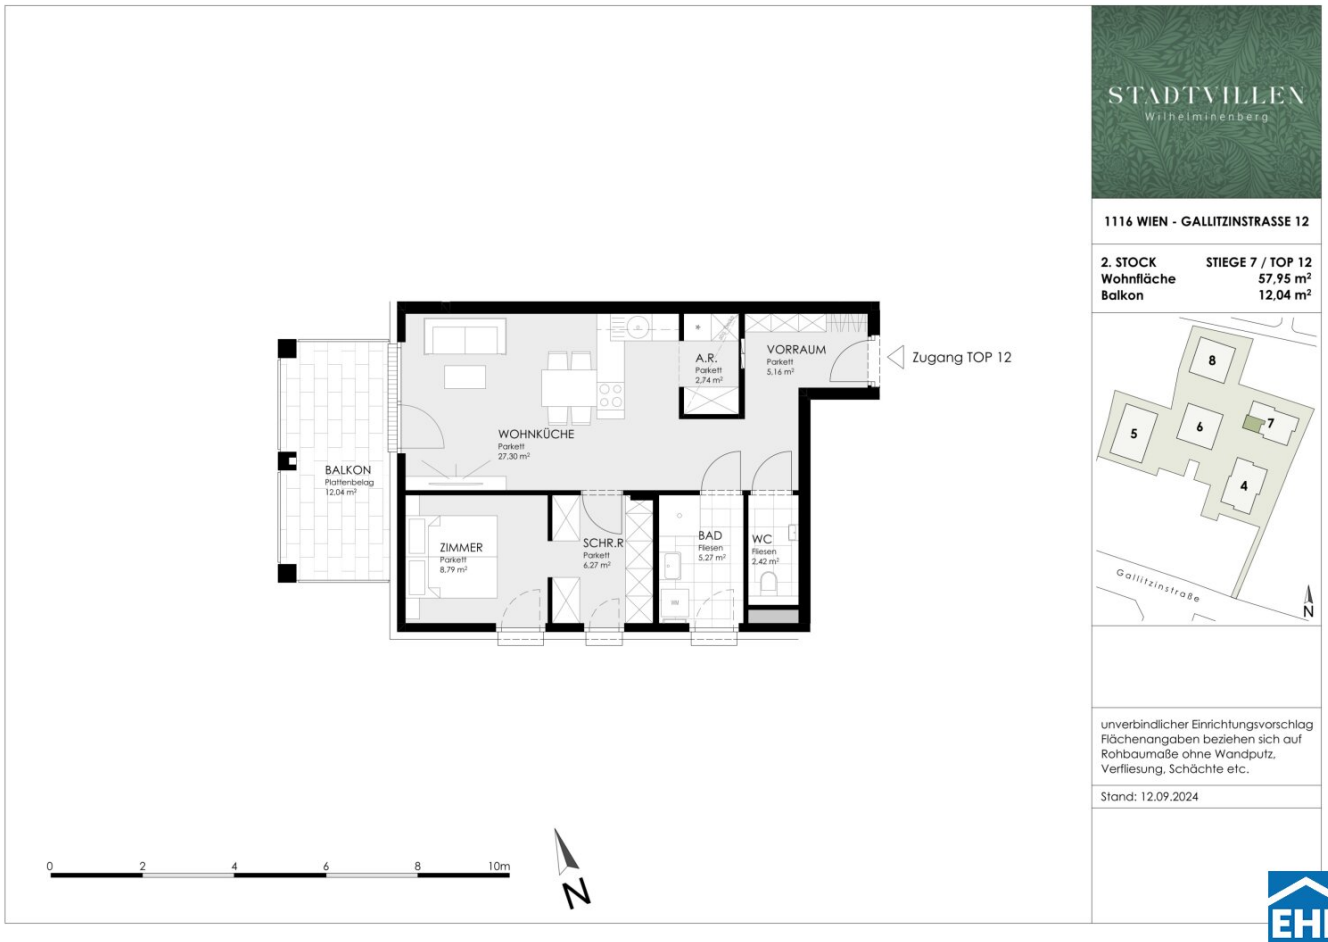 STADTVILLEN
Wilhelminenberg
1116 WIEN - GALLITZINSTRASSE 12
2. STOCK STIEGE 7 / TOP 12
Wohnfläche 57,95 m²
Balkon 12,04 m²
8
7
6
5
4
Gallitzinstraße
N
unverbindlicher Einrichtungsvorschlag
Flächenangaben beziehen sich auf
Rohbaumaße ohne Wandputz,
Verfliesung, Schächte etc.
Stand: 12.09.2024
VORRAUM
Parkett
5,16 m²
Zugang TOP 12
A.R.
Parkett
2,74 m²
WOHNKÜCHE
Parkett
27,30 m²
BALKON
Plattenbelag
12,04 m²
ZIMMER
Parkett
8,79 m²
SCHR.R
Parkett
6,27 m²
BAD
Fliesen
5,27 m²
WC
Fliesen
2,42 m²
0 2 4 6 8 10m
N
EH